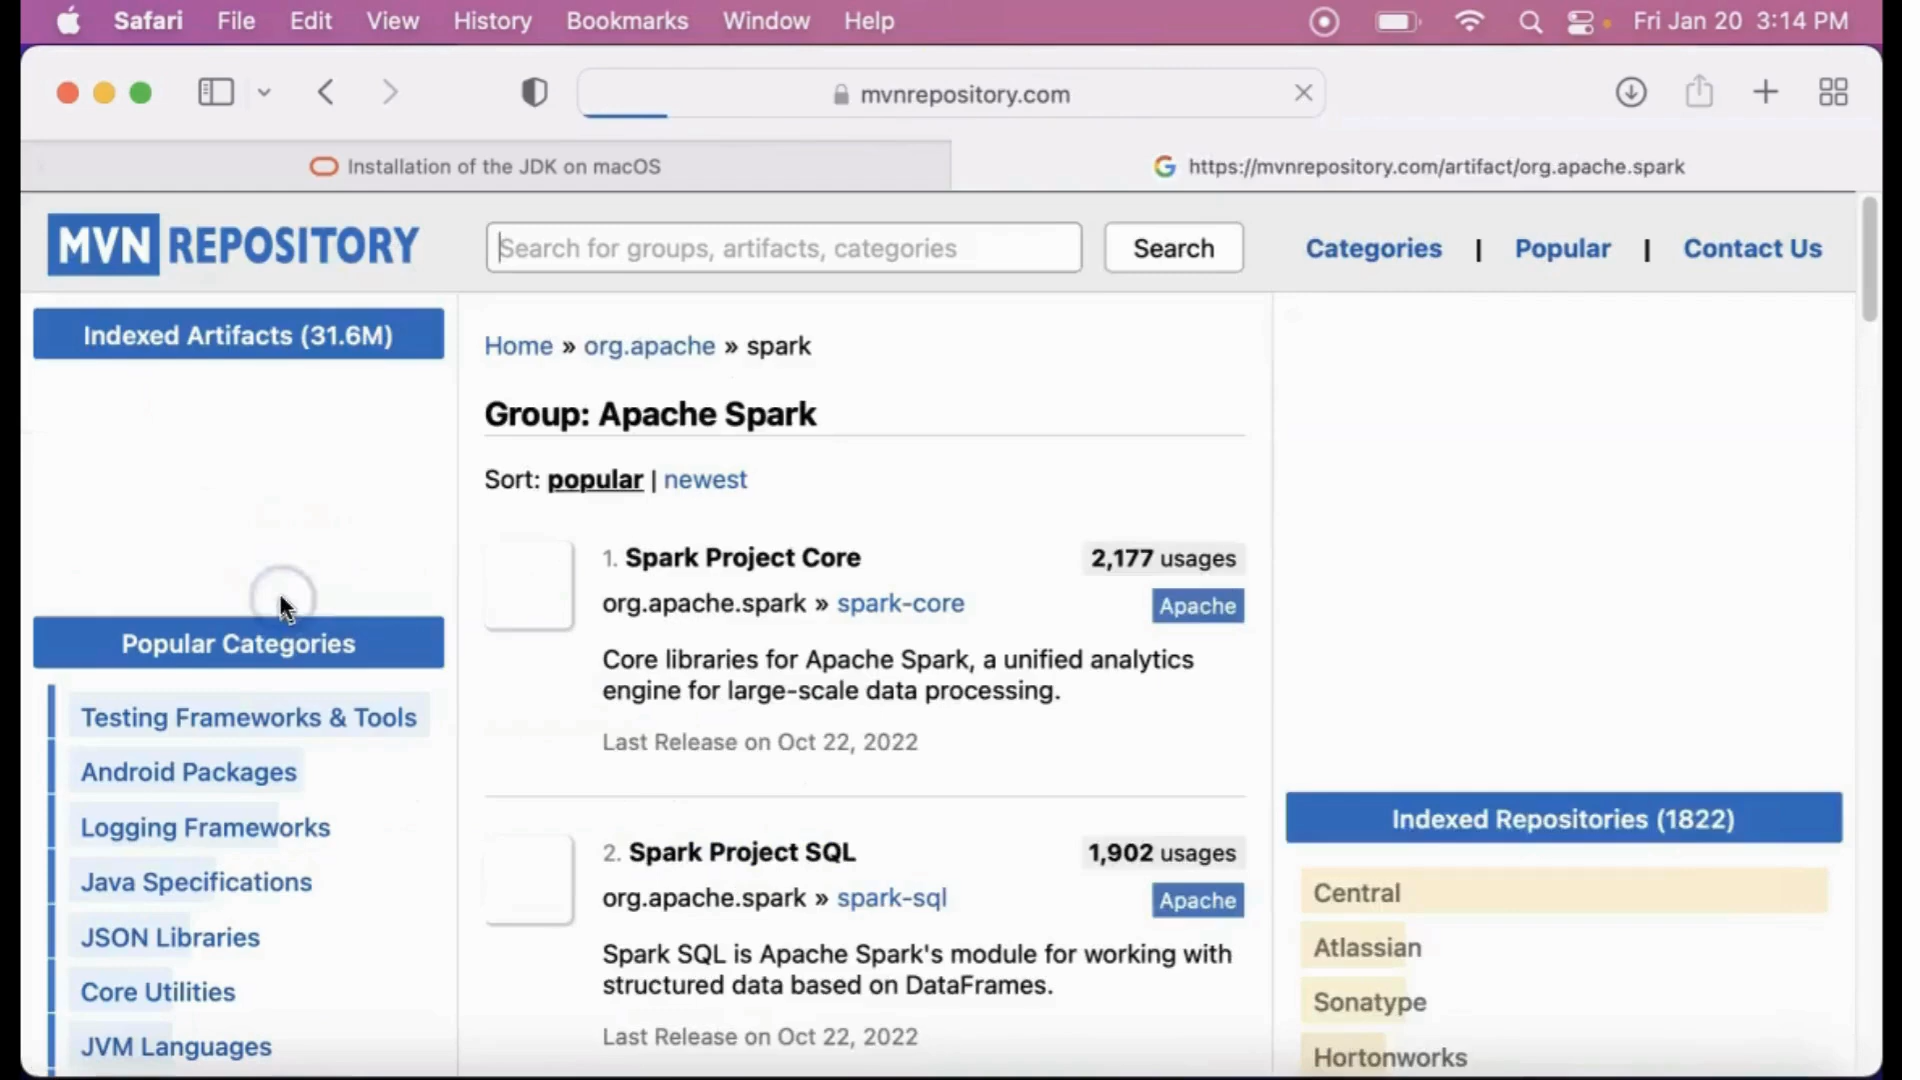 Safari File Edit View History Bookmarks Window Help Fri Jan 20 3:14 PM
mvnrepository.com
Installation of the JDK on macOS
https://mvnrepository.com/artifact/org.apache.spark
MVN REPOSITORY
Search for groups, artifacts, categories
Search
Categories | Popular | Contact Us
Indexed Artifacts (31.6M)
Home » org.apache » spark
Group: Apache Spark
Sort: popular | newest
1. Spark Project Core
2,177 usages
org.apache.spark » spark-core
Apache
Core libraries for Apache Spark, a unified analytics
engine for large-scale data processing.
Last Release on Oct 22, 2022
2. Spark Project SQL
1,902 usages
org.apache.spark » spark-sql
Apache
Spark SQL is Apache Spark's module for working with
structured data based on DataFrames.
Last Release on Oct 22, 2022
Popular Categories
Testing Frameworks & Tools
Android Packages
Logging Frameworks
Java Specifications
JSON Libraries
Core Utilities
JVM Languages
Indexed Repositories (1822)
Central
Atlassian
Sonatype
Hortonworks